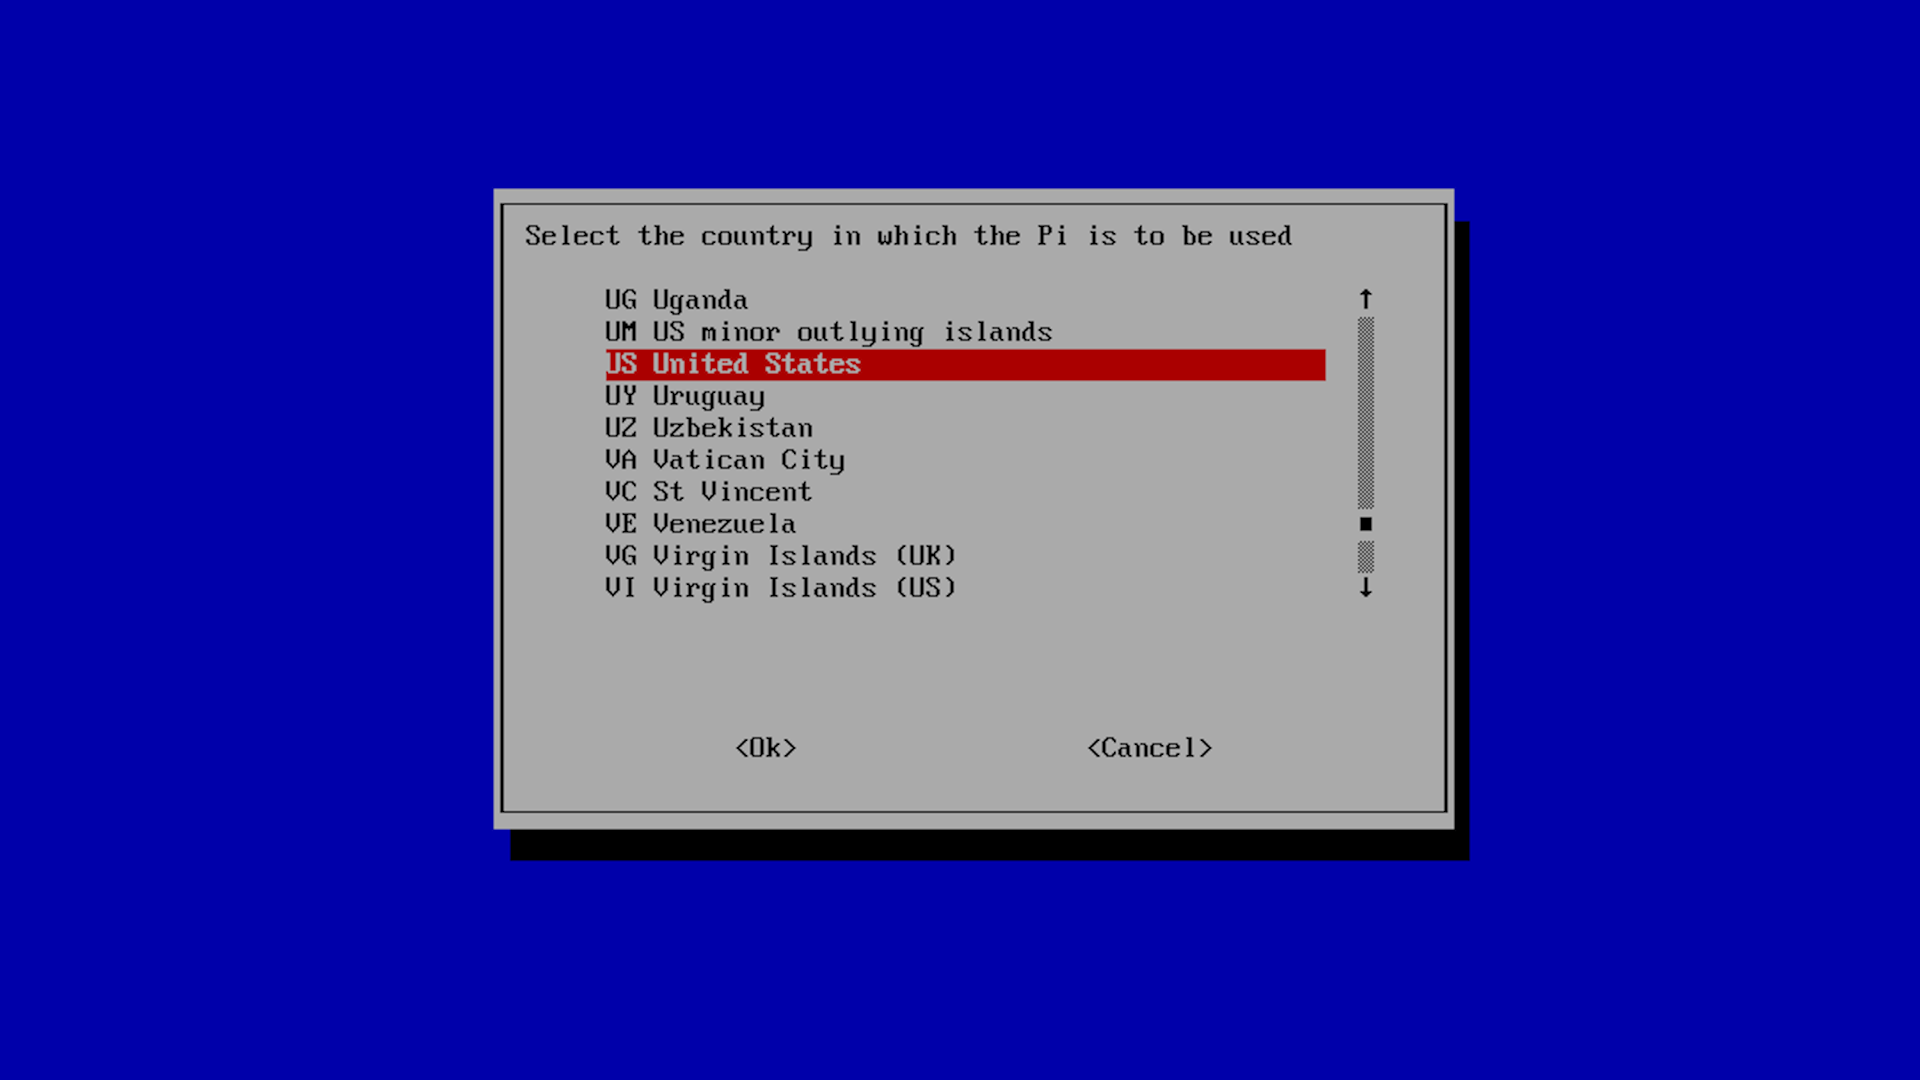 Select the country in which the Pi is to be used
UG Uganda
UM US minor outlying islands
US United States
UY Uruguay
UZ Uzbekistan
VA Vatican City
VC St Vincent
VE Venezuela
VG Virgin Islands (UK)
VI Virgin Islands (US)
<Ok> <Cancel>